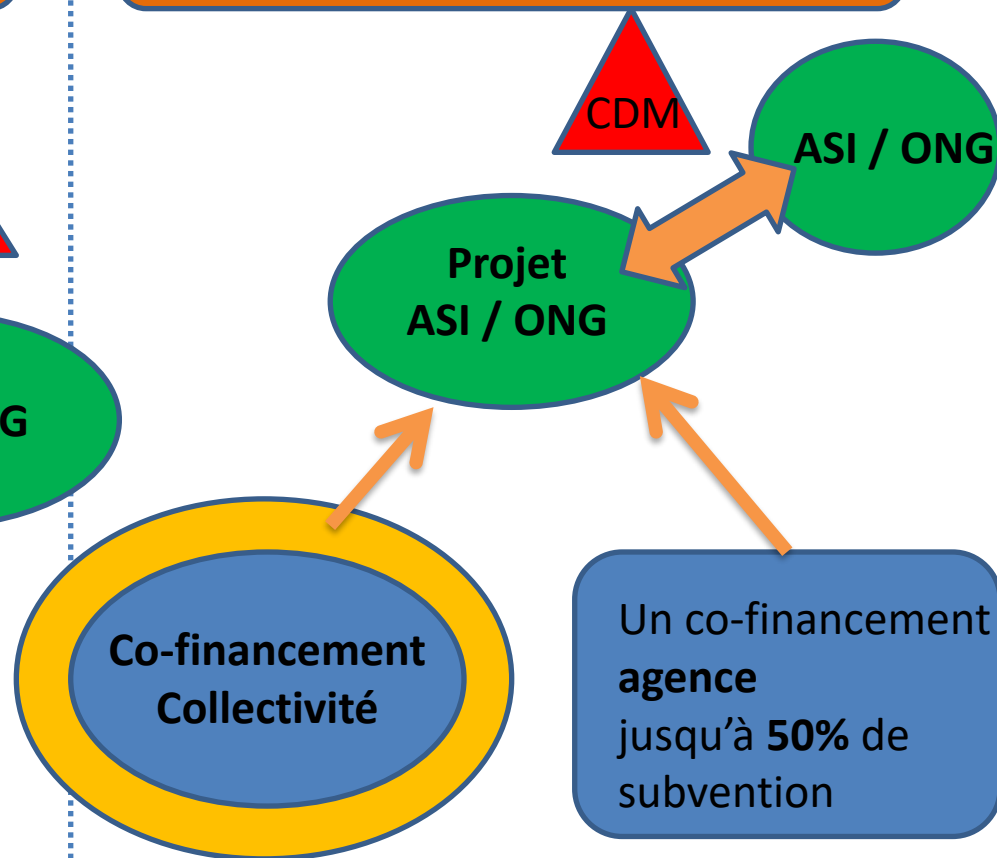 CDM
ASI / ONG
Projet
ASI / ONG
G
Co-financement
Collectivité
Un co-financement
agence
jusqu’à 50% de
subvention